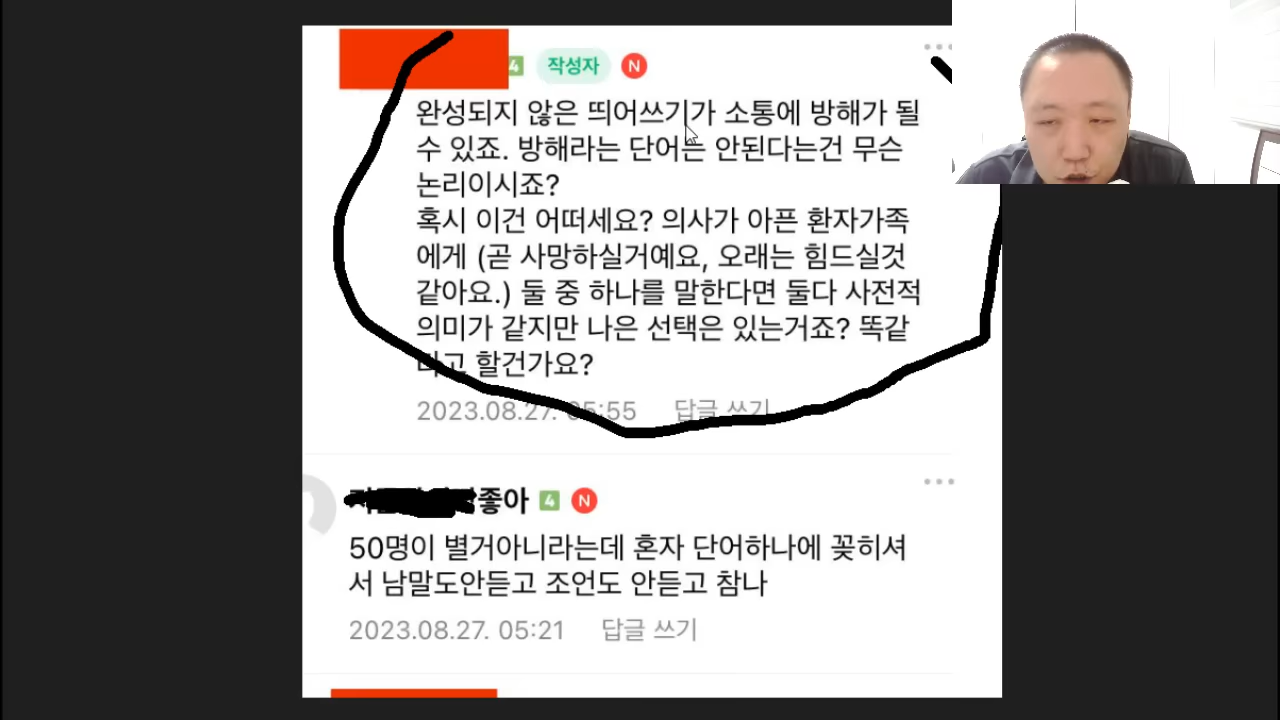 4 작성자 N
완성되지 않은 띄어쓰기가 소통에 방해가 될
수 있죠. 방해라는 단어는 안된다는건 무슨
논리이시죠?
혹시 이건 어떠세요? 의사가 아픈 환자가족
에게 (곧 사망하실거예요, 오래는 힘드실것
같아요.) 둘 중 하나를 말한다면 둘다 사전적
의미가 같지만 나은 선택은 있는거죠? 똑같
다고 할건가요?
2023.08.27. 05:55 답글 쓰기
좋아 4 N
50명이 별거아니라는데 혼자 단어하나에 꽂히셔
서 남말도안듣고 조언도 안듣고 참나
2023.08.27. 05:21 답글 쓰기